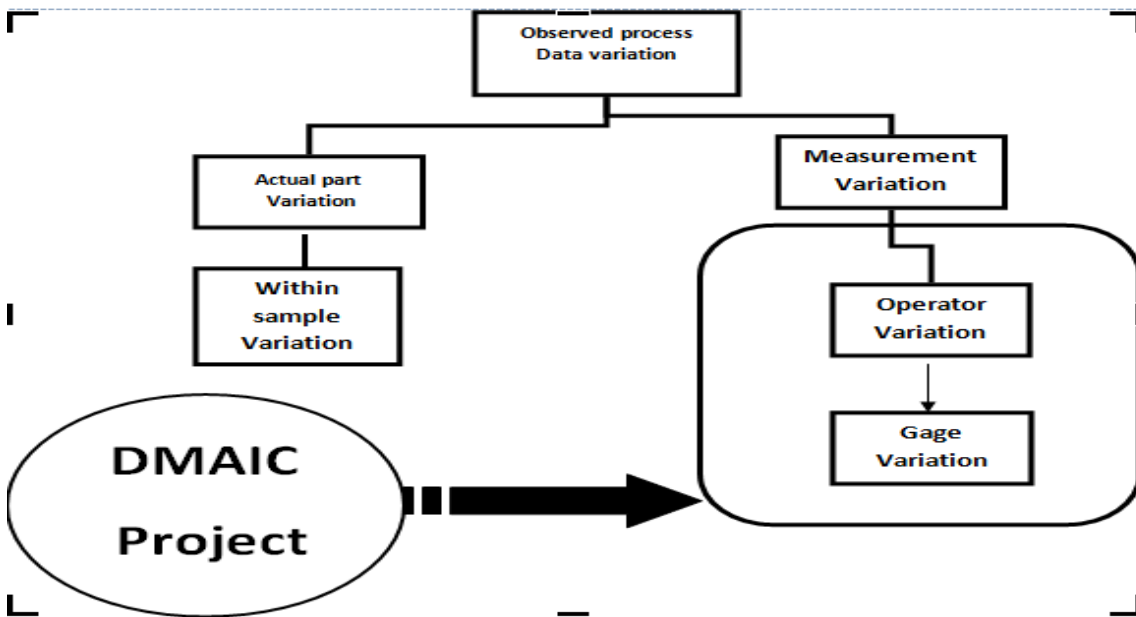 Observed process
Data variation
Actual part
Variation
Measurement
Variation
Within
sample
Variation
Operator
Variation
Gage
Variation
DMAIC
Project